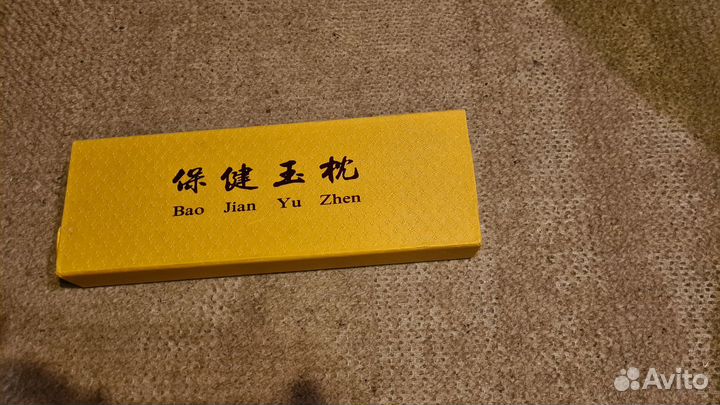 保健玉枕
Bao Jian Yu Zhen
Avito